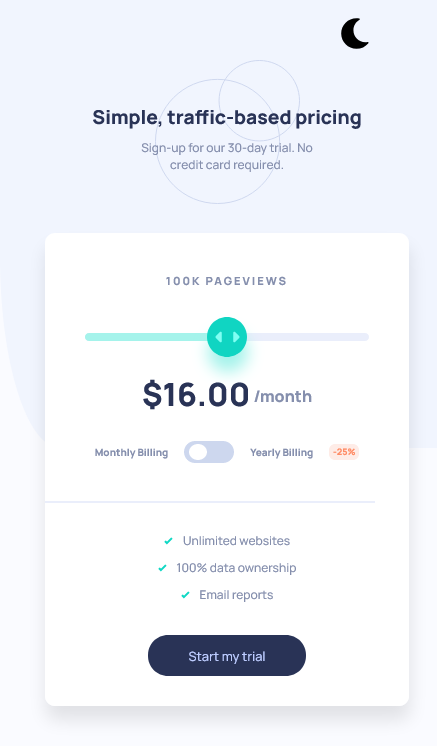 Simple, traffic-based pricing
Sign-up for our 30-day trial. No
credit card required.
100K PAGEVIEWS
$16.00 /month
Monthly Billing Yearly Billing -25%
Unlimited websites
100% data ownership
Email reports
Start my trial